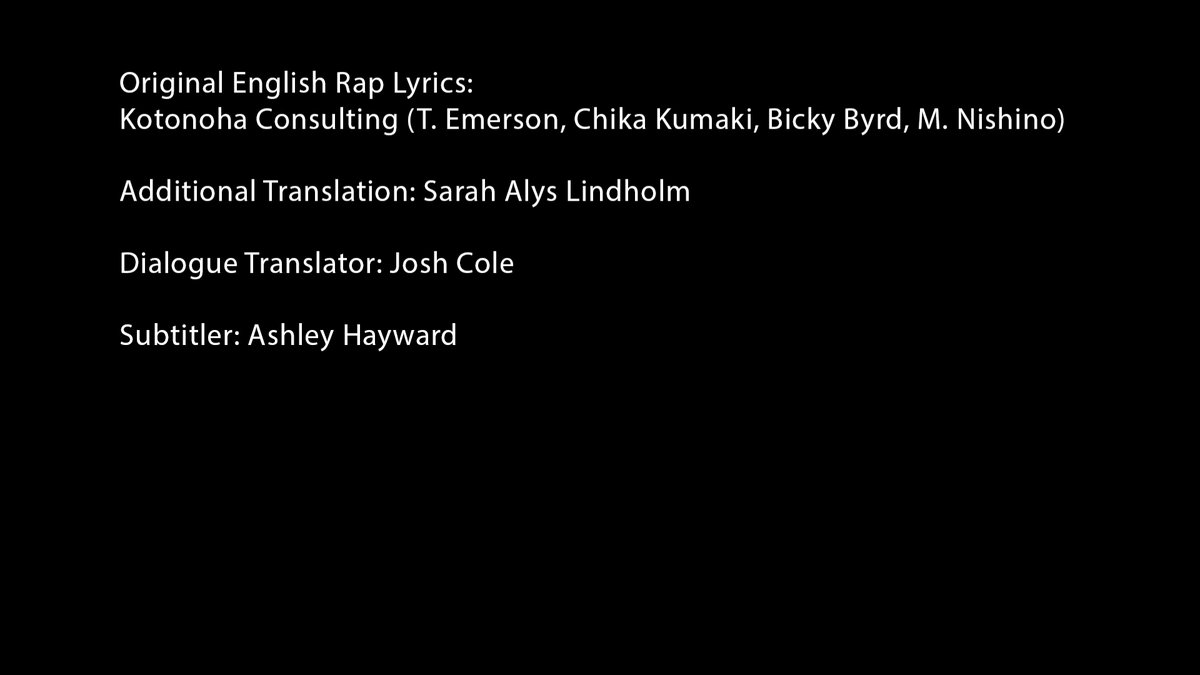 Original English Rap Lyrics:
Kotonoha Consulting (T. Emerson, Chika Kumaki, Bicky Byrd, M. Nishino)
Additional Translation: Sarah Alys Lindholm
Dialogue Translator: Josh Cole
Subtitler: Ashley Hayward